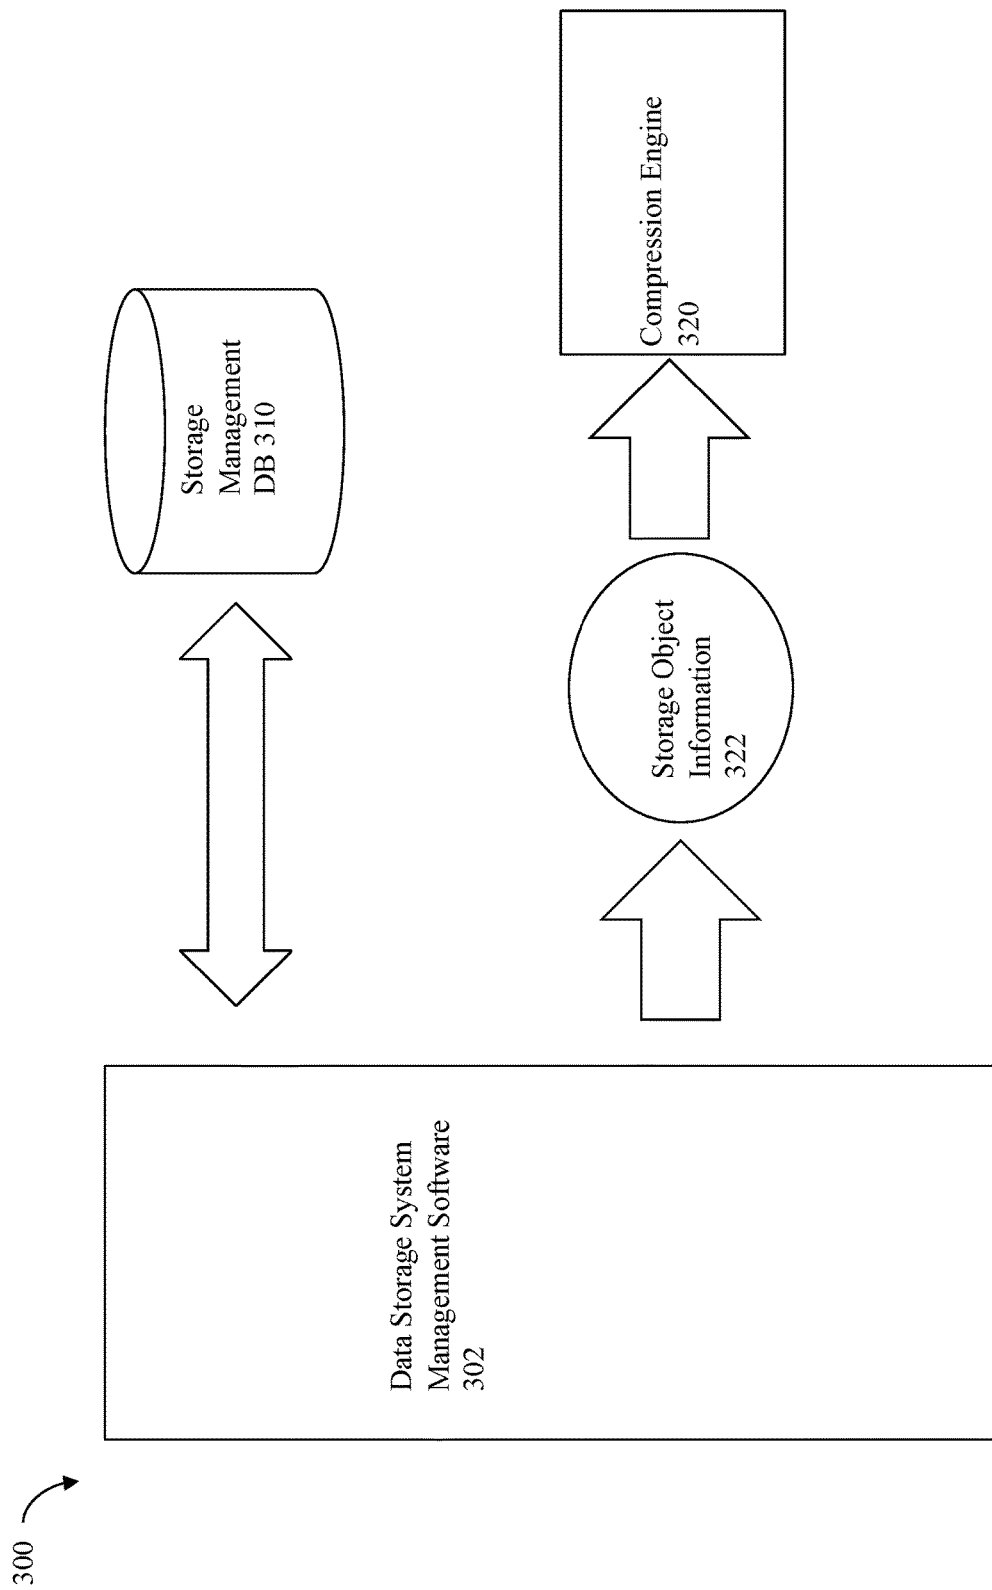 300
Data Storage System
Management Software
302
Storage
Management
DB 310
Storage Object
Information
322
Compression Engine
320